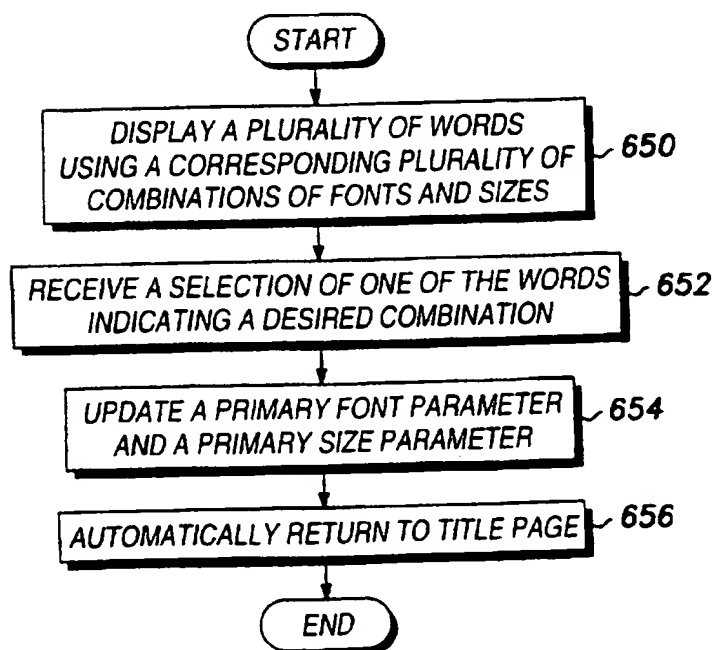 START
DISPLAY A PLURALITY OF WORDS
USING A CORRESPONDING PLURALITY OF
COMBINATIONS OF FONTS AND SIZES
650
RECEIVE A SELECTION OF ONE OF THE WORDS
INDICATING A DESIRED COMBINATION
652
UPDATE A PRIMARY FONT PARAMETER
AND A PRIMARY SIZE PARAMETER
654
AUTOMATICALLY RETURN TO TITLE PAGE
656
END